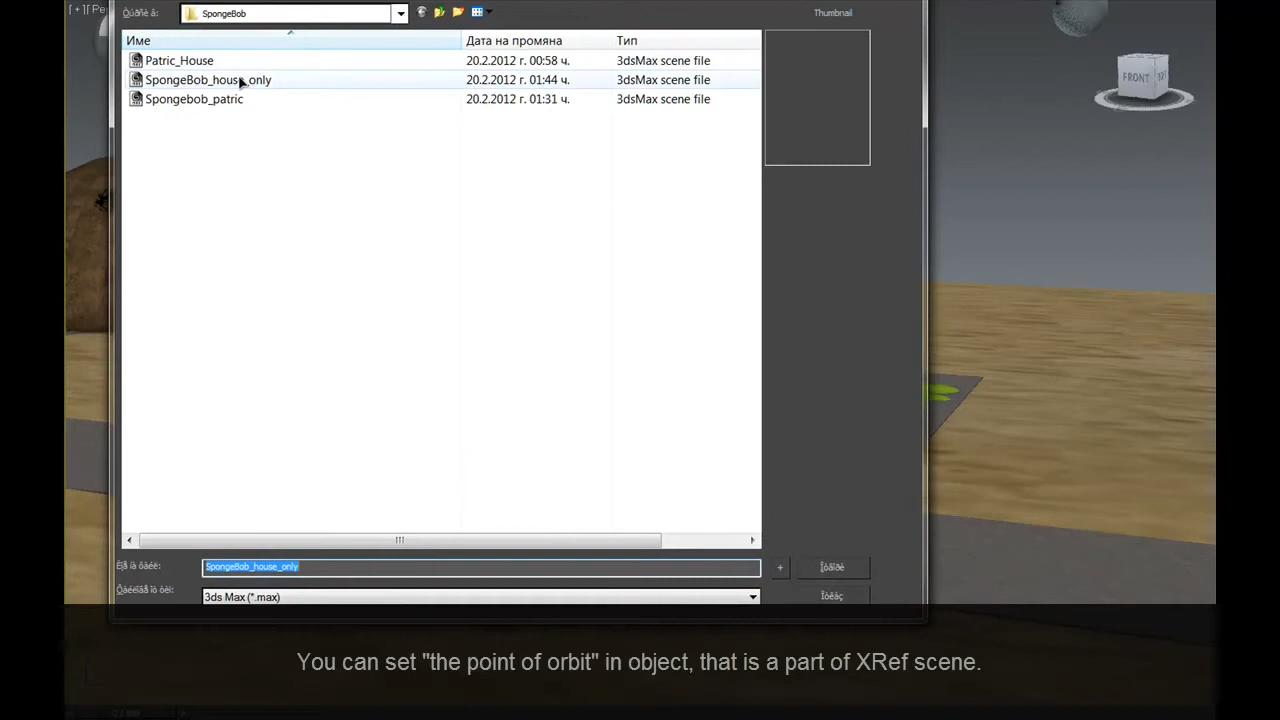 [ + ][ Pe
Úúðñè â:
SpongeBob
Thumbnail
Име
Дата на промяна
Тип
Patric_House
20.2.2012 г. 00:58 ч.
3dsMax scene file
SpongeBob_house_only
20.2.2012 г. 01:44 ч.
3dsMax scene file
Spongebob_patric
20.2.2012 г. 01:31 ч.
3dsMax scene file
FRONT
SpongeBob_house_only
+
3ds Max (*.max)
You can set "the point of orbit" in object, that is a part of XRef scene.